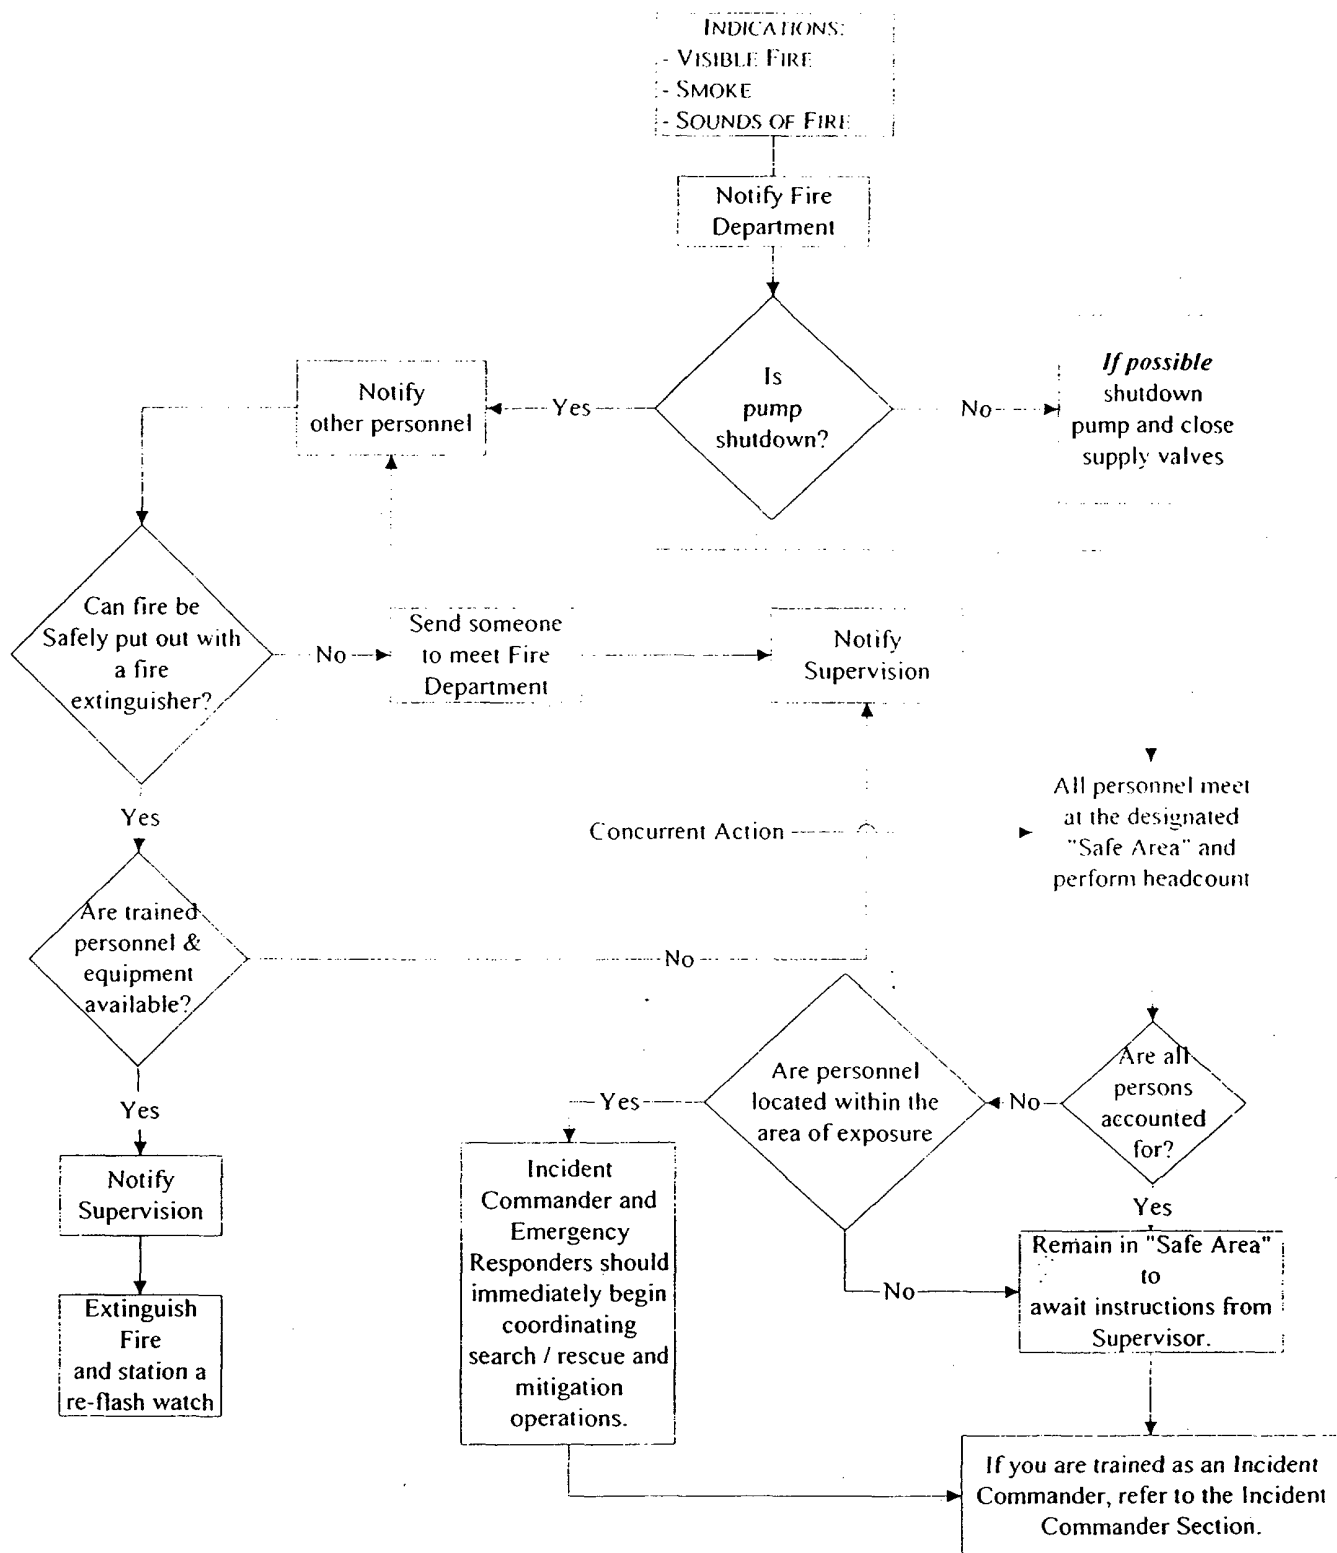 INDICATIONS:
- VISIBLE FIRE
- SMOKE
- SOUNDS OF FIRE
Notify Fire
Department
Is
pump
shutdown?
Yes
No
Notify
other personnel
If possible
shutdown
pump and close
supply valves
Can fire be
Safely put out with
a fire
extinguisher?
No
Send someone
to meet Fire
Department
Notify
Supervision
Yes
Concurrent Action
All personnel meet
at the designated
"Safe Area" and
perform headcount
Are trained
personnel &
equipment
available?
No
Yes
Are personnel
located within the
area of exposure
Yes
No
Are all
persons
accounted
for?
Yes
Notify
Supervision
Incident
Commander and
Emergency
Responders should
immediately begin
coordinating
search / rescue and
mitigation
operations.
No
Remain in "Safe Area"
to
await instructions from
Supervisor.
Extinguish
Fire
and station a
re-flash watch
If you are trained as an Incident
Commander, refer to the Incident
Commander Section.